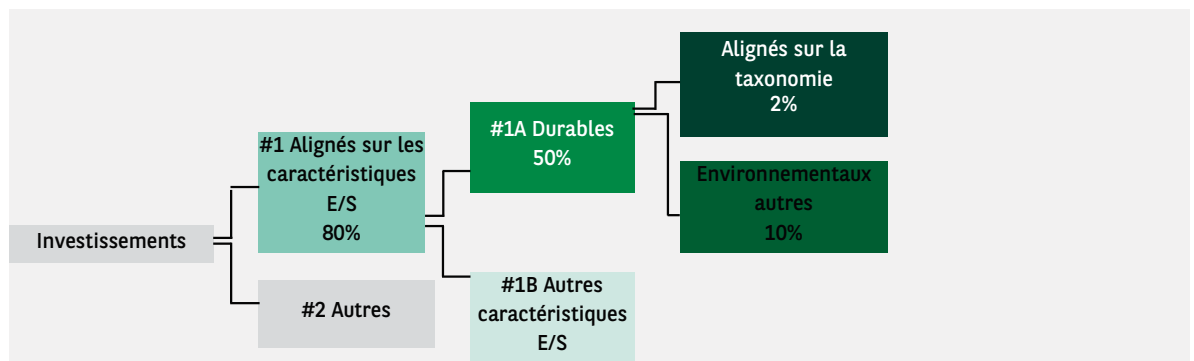 Investissements
#1 Alignés sur les
caractéristiques
E/S
80%
#2 Autres
#1A Durables
50%
#1B Autres
caractéristiques
E/S
Alignés sur la
taxonomie
2%
Environnementaux
autres
10%